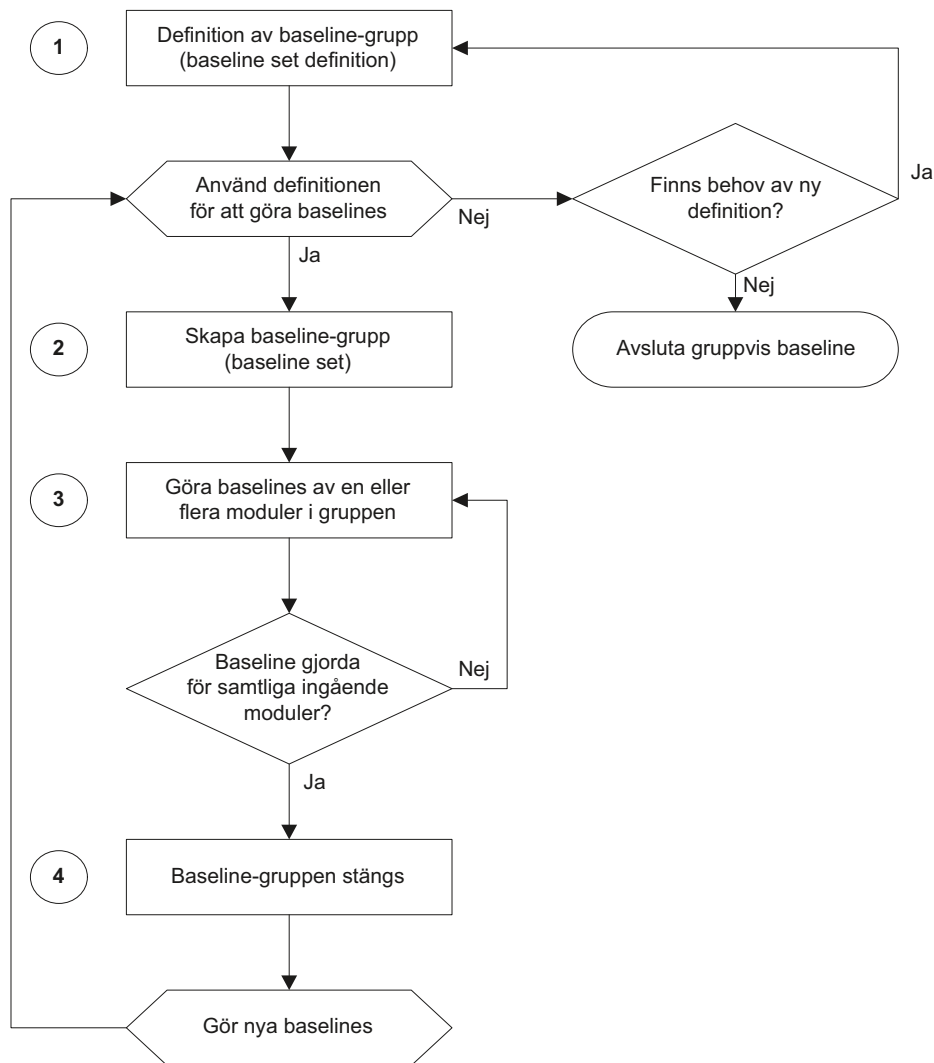 1
Definition av baseline-grupp
(baseline set definition)
Använd definitionen
för att göra baselines
Nej
Ja
Finns behov av ny
definition?
Ja
Nej
Avsluta gruppvis baseline
2
Skapa baseline-grupp
(baseline set)
3
Göra baselines av en eller
flera moduler i gruppen
Baseline gjorda
för samtliga ingående
moduler?
Nej
Ja
4
Baseline-gruppen stängs
Gör nya baselines